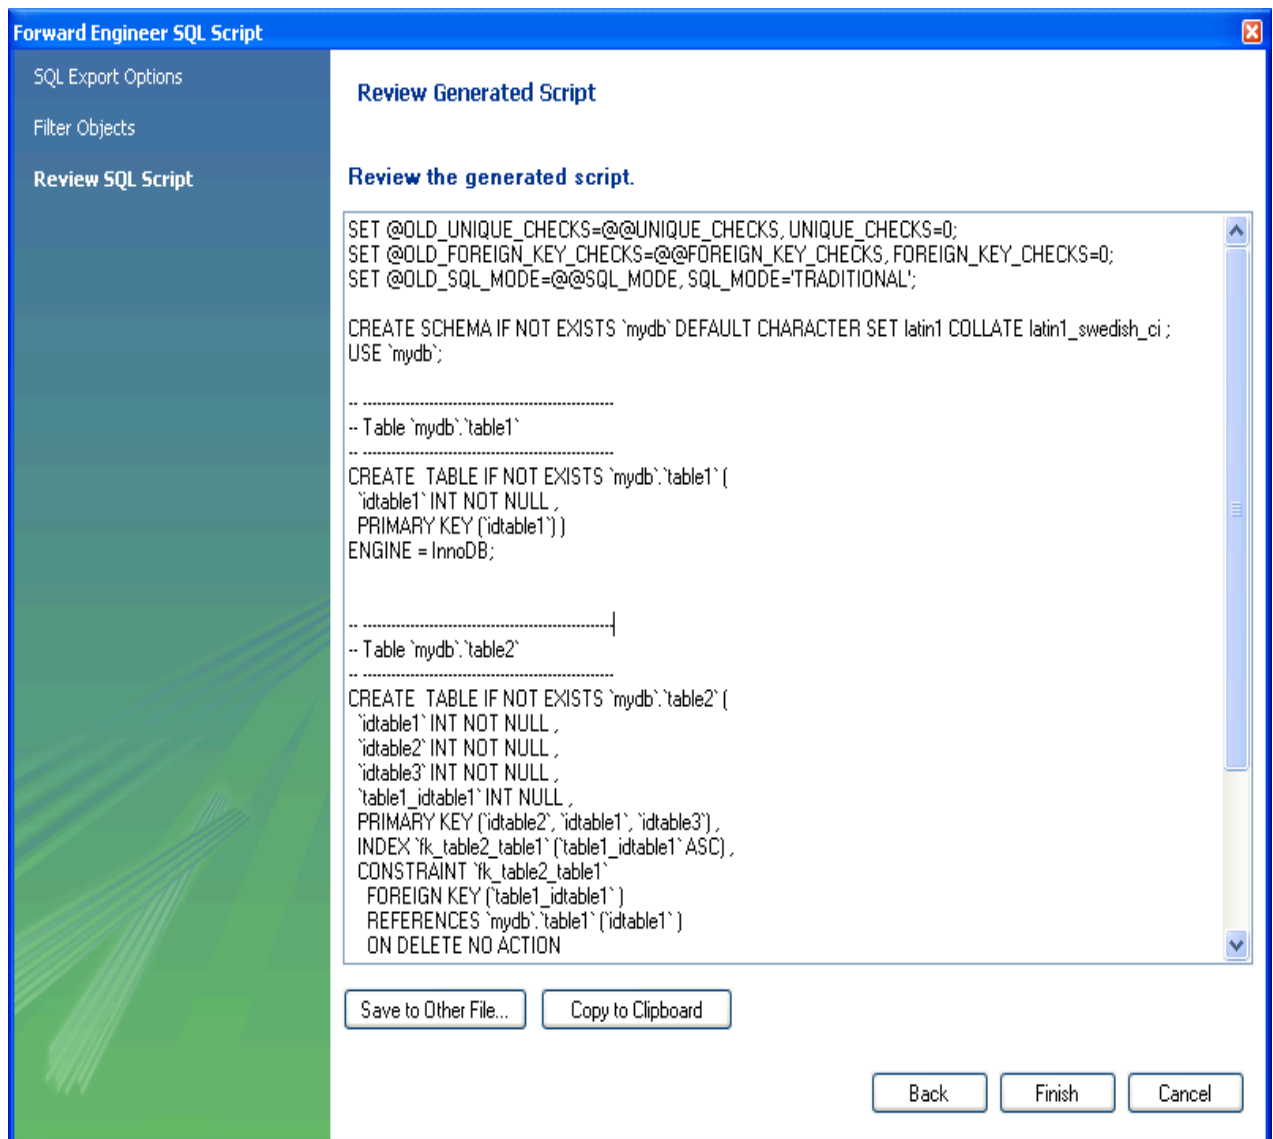 Forward Engineer SQL Script
SQL Export Options
Filter Objects
Review SQL Script
Review Generated Script
Review the generated script.
SET @OLD_UNIQUE_CHECKS=@@UNIQUE_CHECKS, UNIQUE_CHECKS=0;
SET @OLD_FOREIGN_KEY_CHECKS=@@FOREIGN_KEY_CHECKS, FOREIGN_KEY_CHECKS=0;
SET @OLD_SQL_MODE=@@SQL_MODE, SQL_MODE='TRADITIONAL';
CREATE SCHEMA IF NOT EXISTS `mydb` DEFAULT CHARACTER SET latin1 COLLATE latin1_swedish_ci ;
USE `mydb`;
-- -----------------------------------------------------
-- Table `mydb`.`table1`
-- -----------------------------------------------------
CREATE  TABLE IF NOT EXISTS `mydb`.`table1` (
  `idtable1` INT NOT NULL ,
  PRIMARY KEY (`idtable1`) )
ENGINE = InnoDB;
-- -----------------------------------------------------
-- Table `mydb`.`table2`
-- -----------------------------------------------------
CREATE  TABLE IF NOT EXISTS `mydb`.`table2` (
  `idtable1` INT NOT NULL ,
  `idtable2` INT NOT NULL ,
  `idtable3` INT NOT NULL ,
  `table1_idtable1` INT NULL ,
  PRIMARY KEY (`idtable2`, `idtable1`, `idtable3`) ,
  INDEX `fk_table2_table1` (`table1_idtable1` ASC) ,
  CONSTRAINT `fk_table2_table1`
    FOREIGN KEY (`table1_idtable1` )
    REFERENCES `mydb`.`table1` (`idtable1` )
    ON DELETE NO ACTION
Save to Other File...
Copy to Clipboard
Back
Finish
Cancel